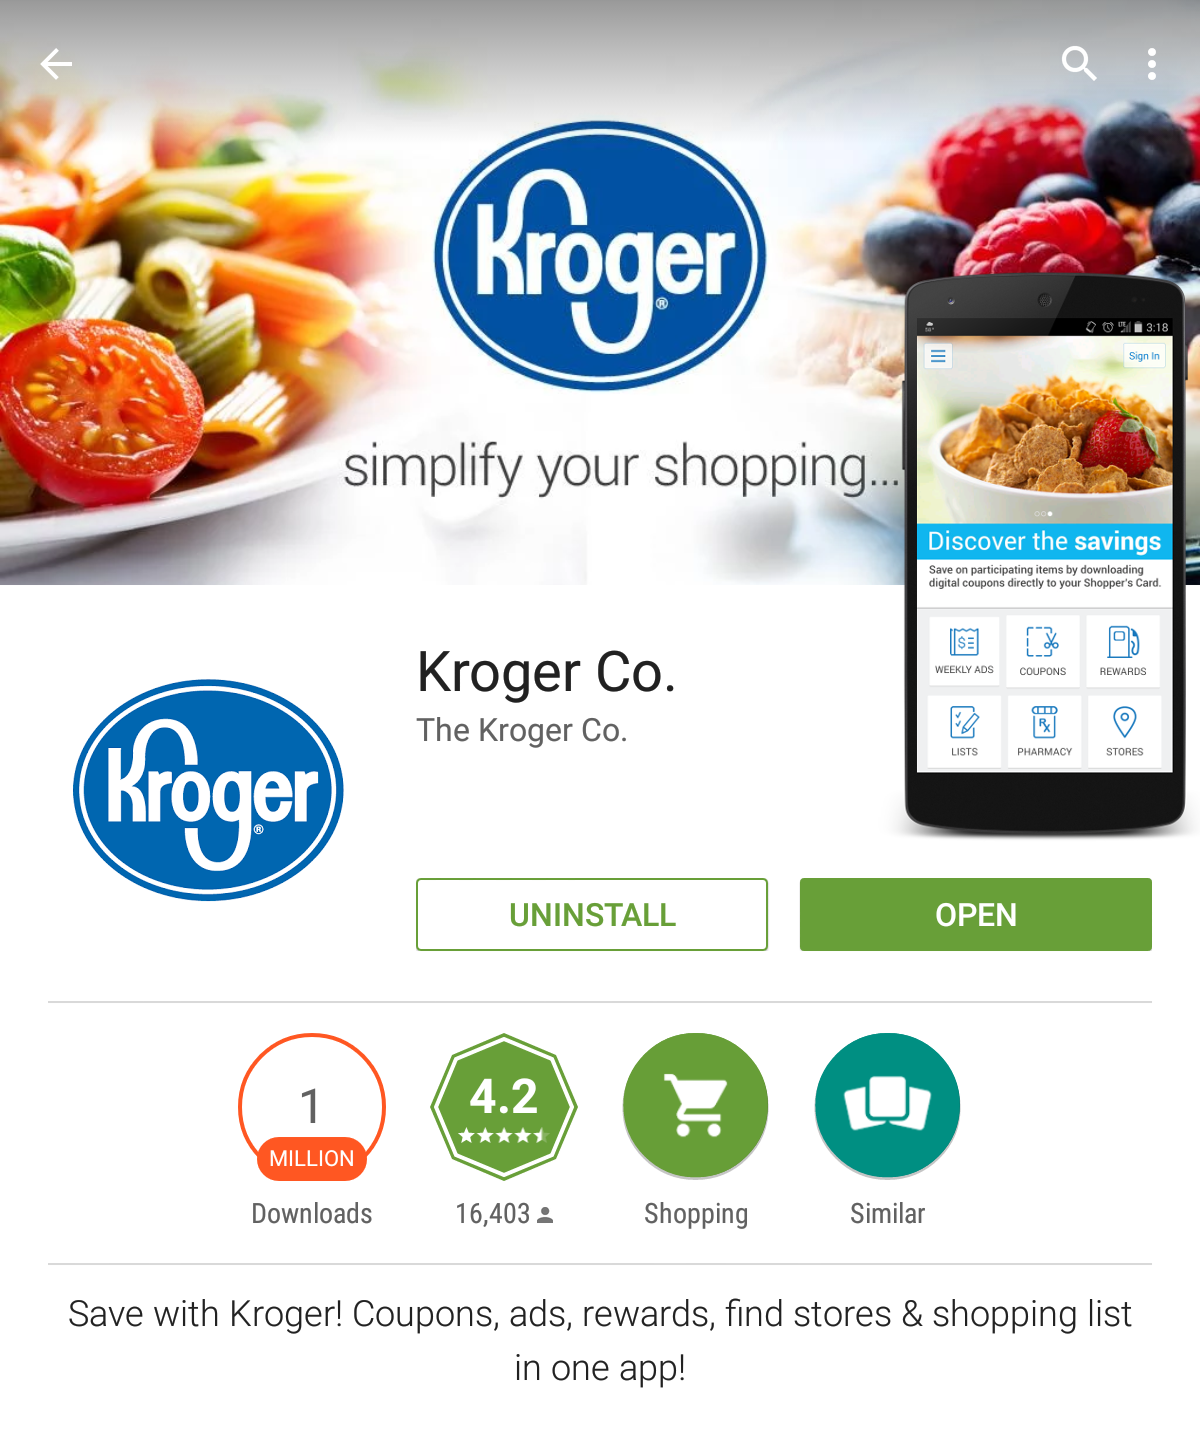 Kroger®
simplify your shopping...
3:18
Sign In
Discover the savings
Save on participating items by downloading
digital coupons directly to your Shopper's Card.
WEEKLY ADS
COUPONS
REWARDS
LISTS
PHARMACY
STORES
Kroger®
Kroger Co.
The Kroger Co.
UNINSTALL
OPEN
1
MILLION
Downloads
4.2
16,403
Shopping
Similar
Save with Kroger! Coupons, ads, rewards, find stores & shopping list
in one app!